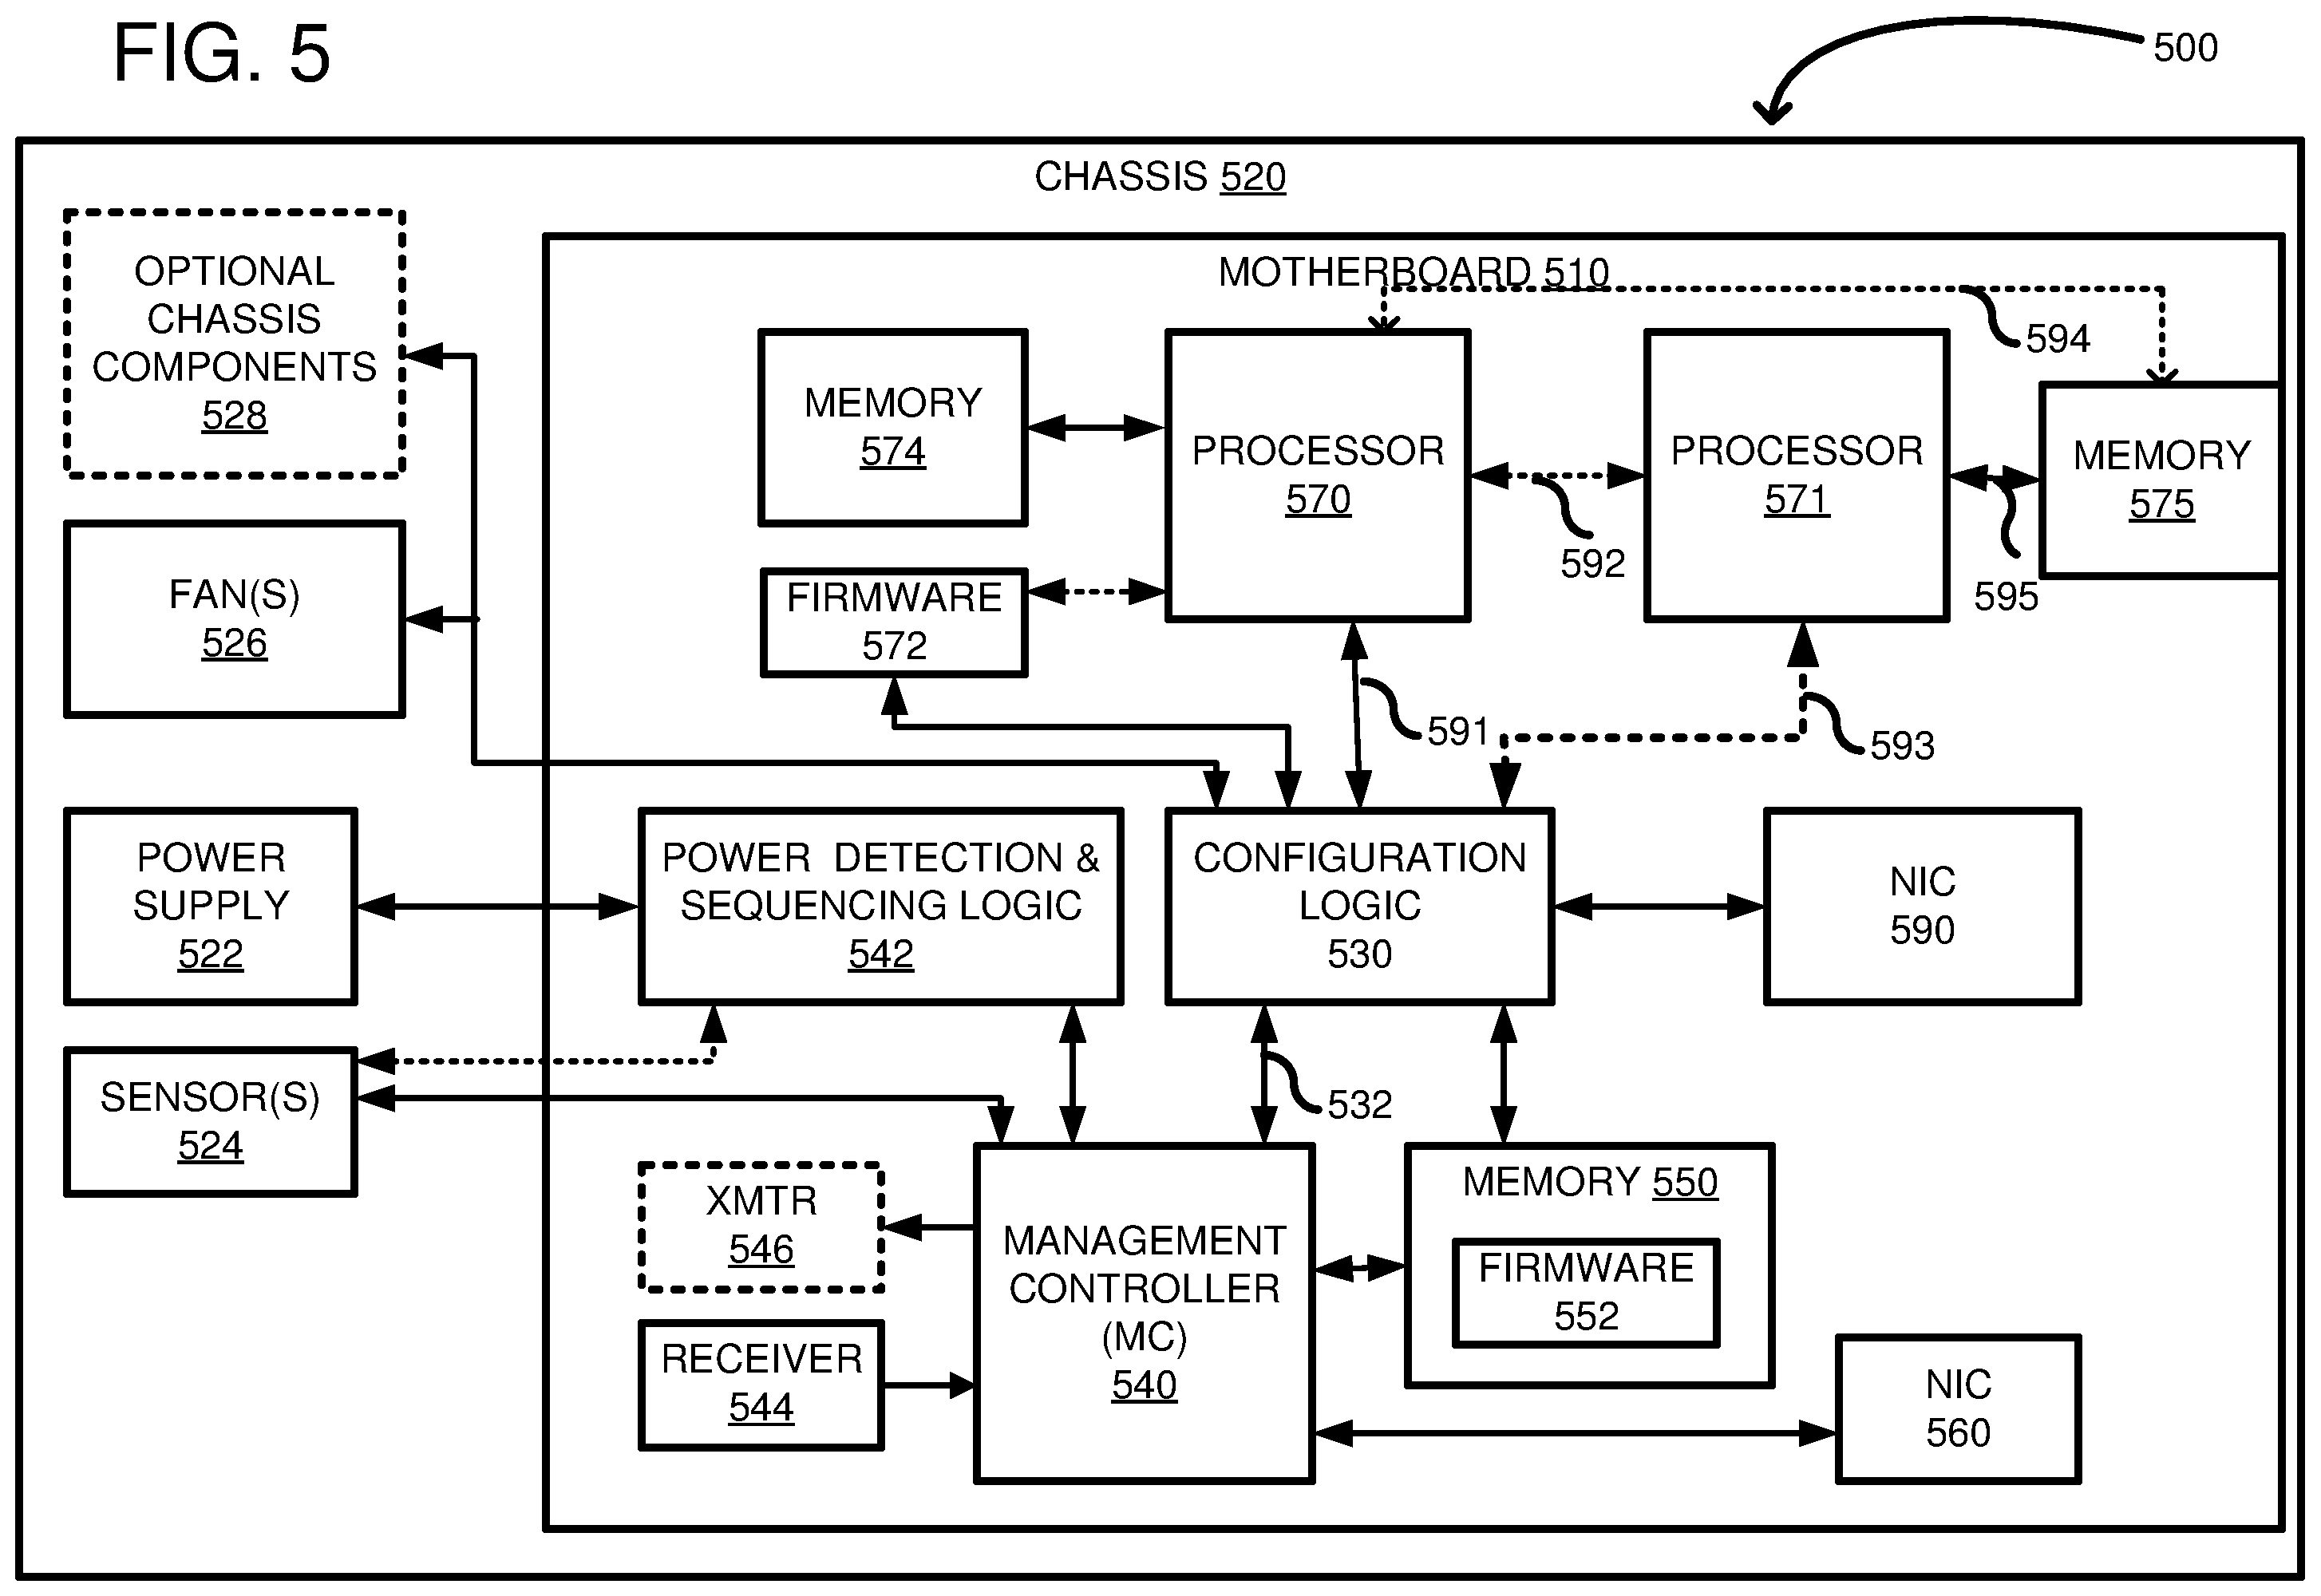 FIG. 5
500
CHASSIS 520
OPTIONAL
CHASSIS
COMPONENTS
528
FAN(S)
526
POWER
SUPPLY
522
SENSOR(S)
524
MOTHERBOARD 510
594
MEMORY
574
PROCESSOR
570
PROCESSOR
571
MEMORY
575
592
595
FIRMWARE
572
591
593
POWER DETECTION &
SEQUENCING LOGIC
542
CONFIGURATION
LOGIC
530
NIC
590
532
XMTR
546
RECEIVER
544
MANAGEMENT
CONTROLLER
(MC)
540
MEMORY 550
FIRMWARE
552
NIC
560